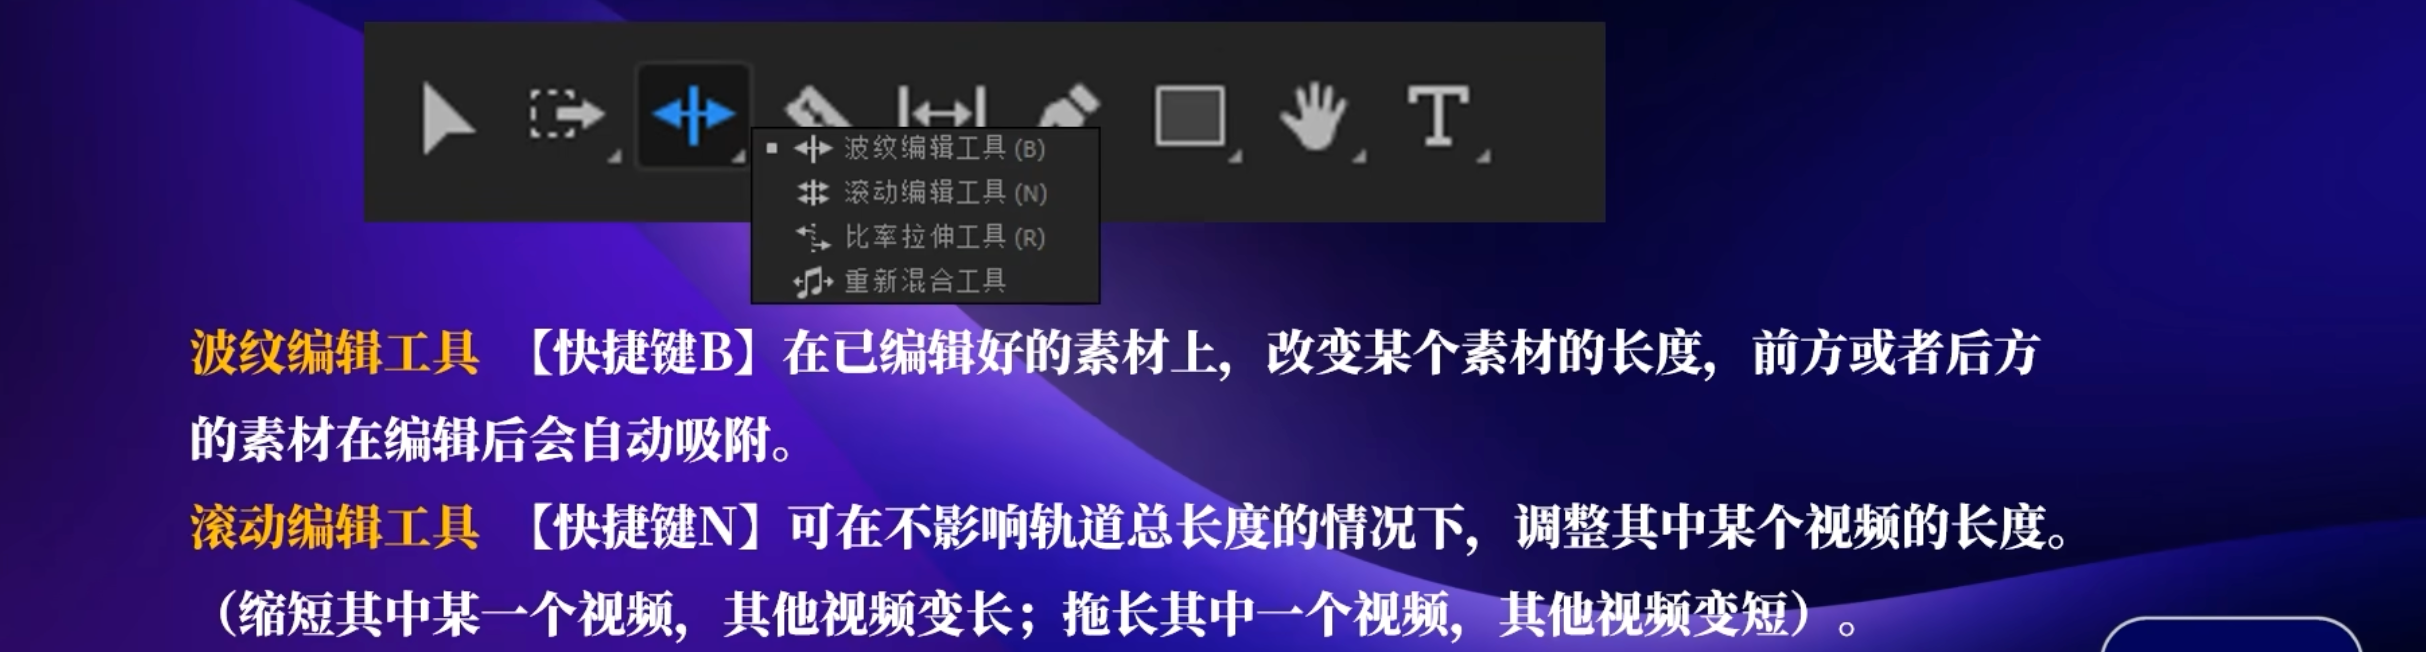 T
波纹编辑工具 (B)
滚动编辑工具 (N)
比率拉伸工具 (R)
重新混合工具
波纹编辑工具 【快捷键B】在已编辑好的素材上，改变某个素材的长度，前方或者后方
的素材在编辑后会自动吸附。
滚动编辑工具 【快捷键N】可在不影响轨道总长度的情况下，调整其中某个视频的长度。
（缩短其中某一个视频，其他视频变长；拖长其中一个视频，其他视频变短）。